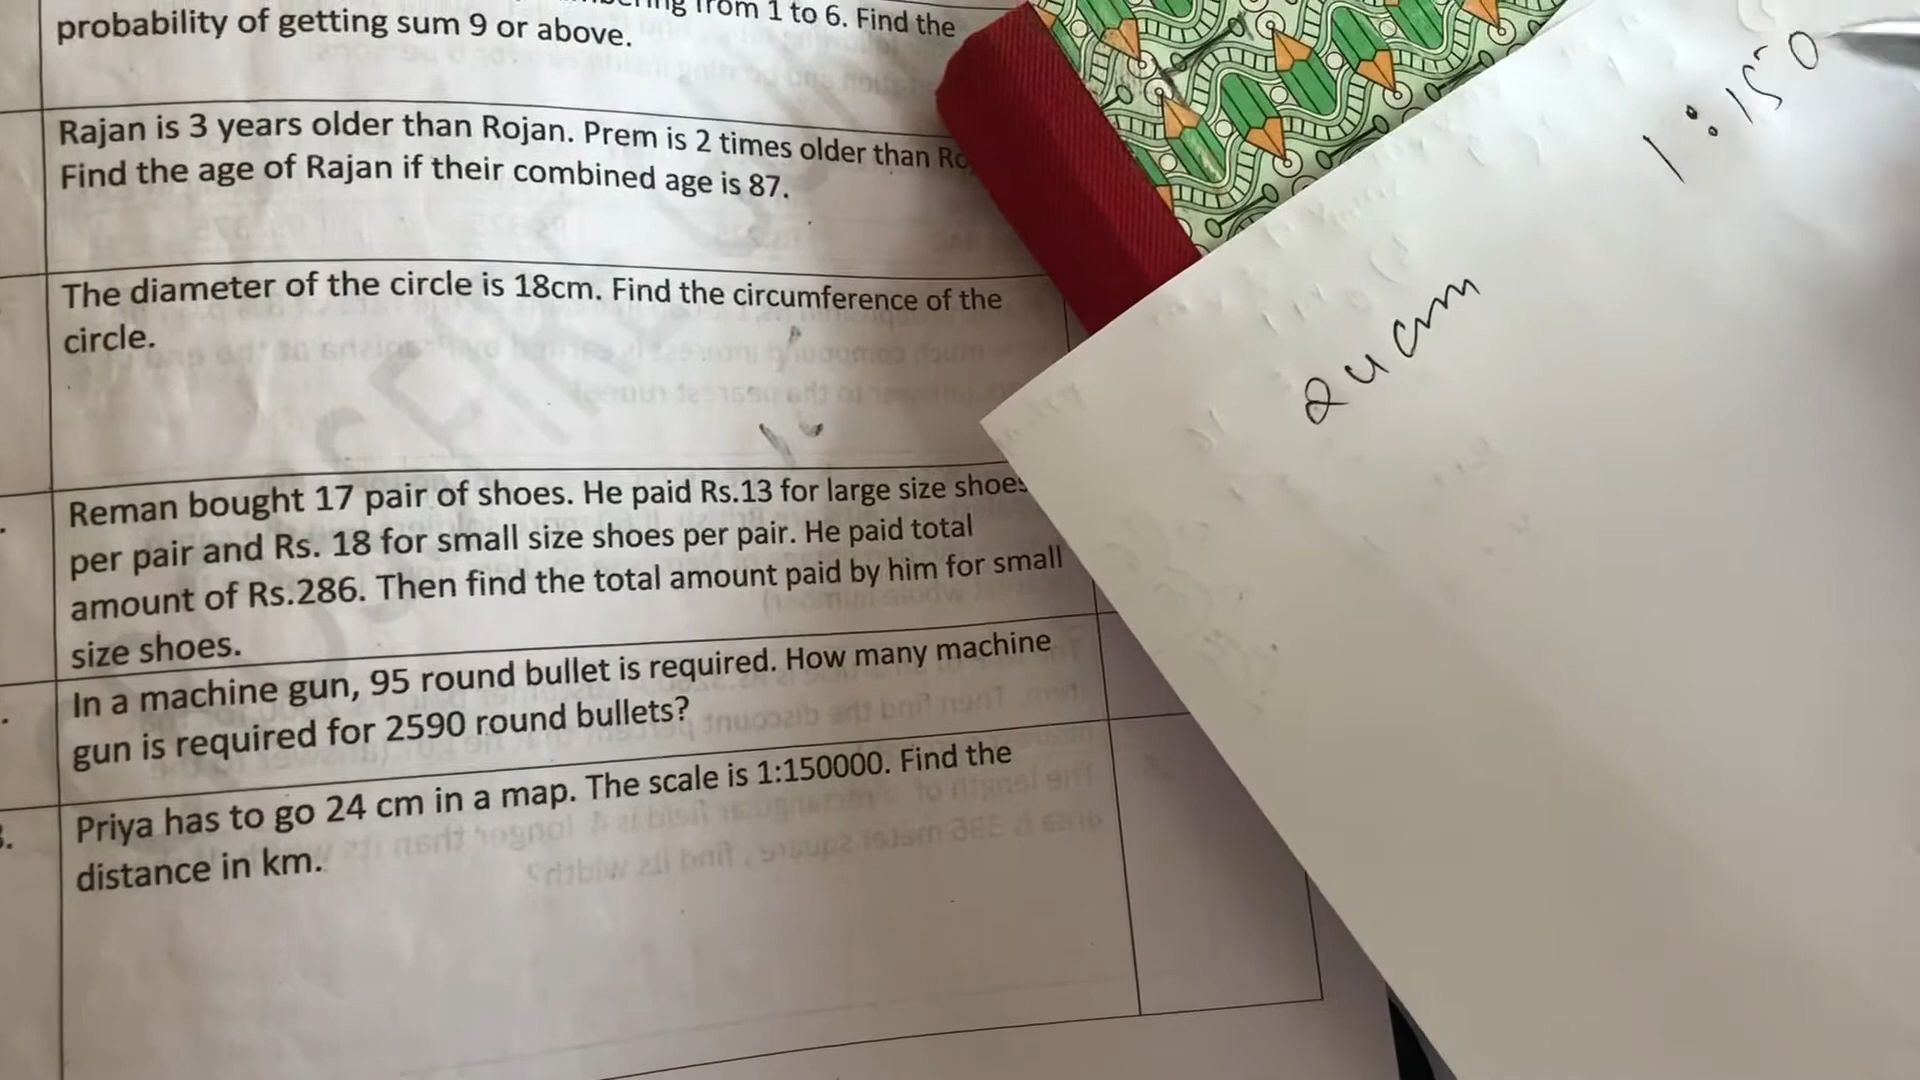 from 1 to 6. Find the
probability of getting sum 9 or above.
Rajan is 3 years older than Rojan. Prem is 2 times older than
Find the age of Rajan if their combined age is 87.
The diameter of the circle is 18cm. Find the circumference of the
circle.
Reman bought 17 pair of shoes. He paid Rs.13 for large size shoes
per pair and Rs. 18 for small size shoes per pair. He paid total
amount of Rs.286. Then find the total amount paid by him for small
size shoes.
In a machine gun, 95 round bullet is required. How many machine
gun is required for 2590 round bullets?
Priya has to go 24 cm in a map. The scale is 1:150000. Find the
distance in km.
1:150
24 cm